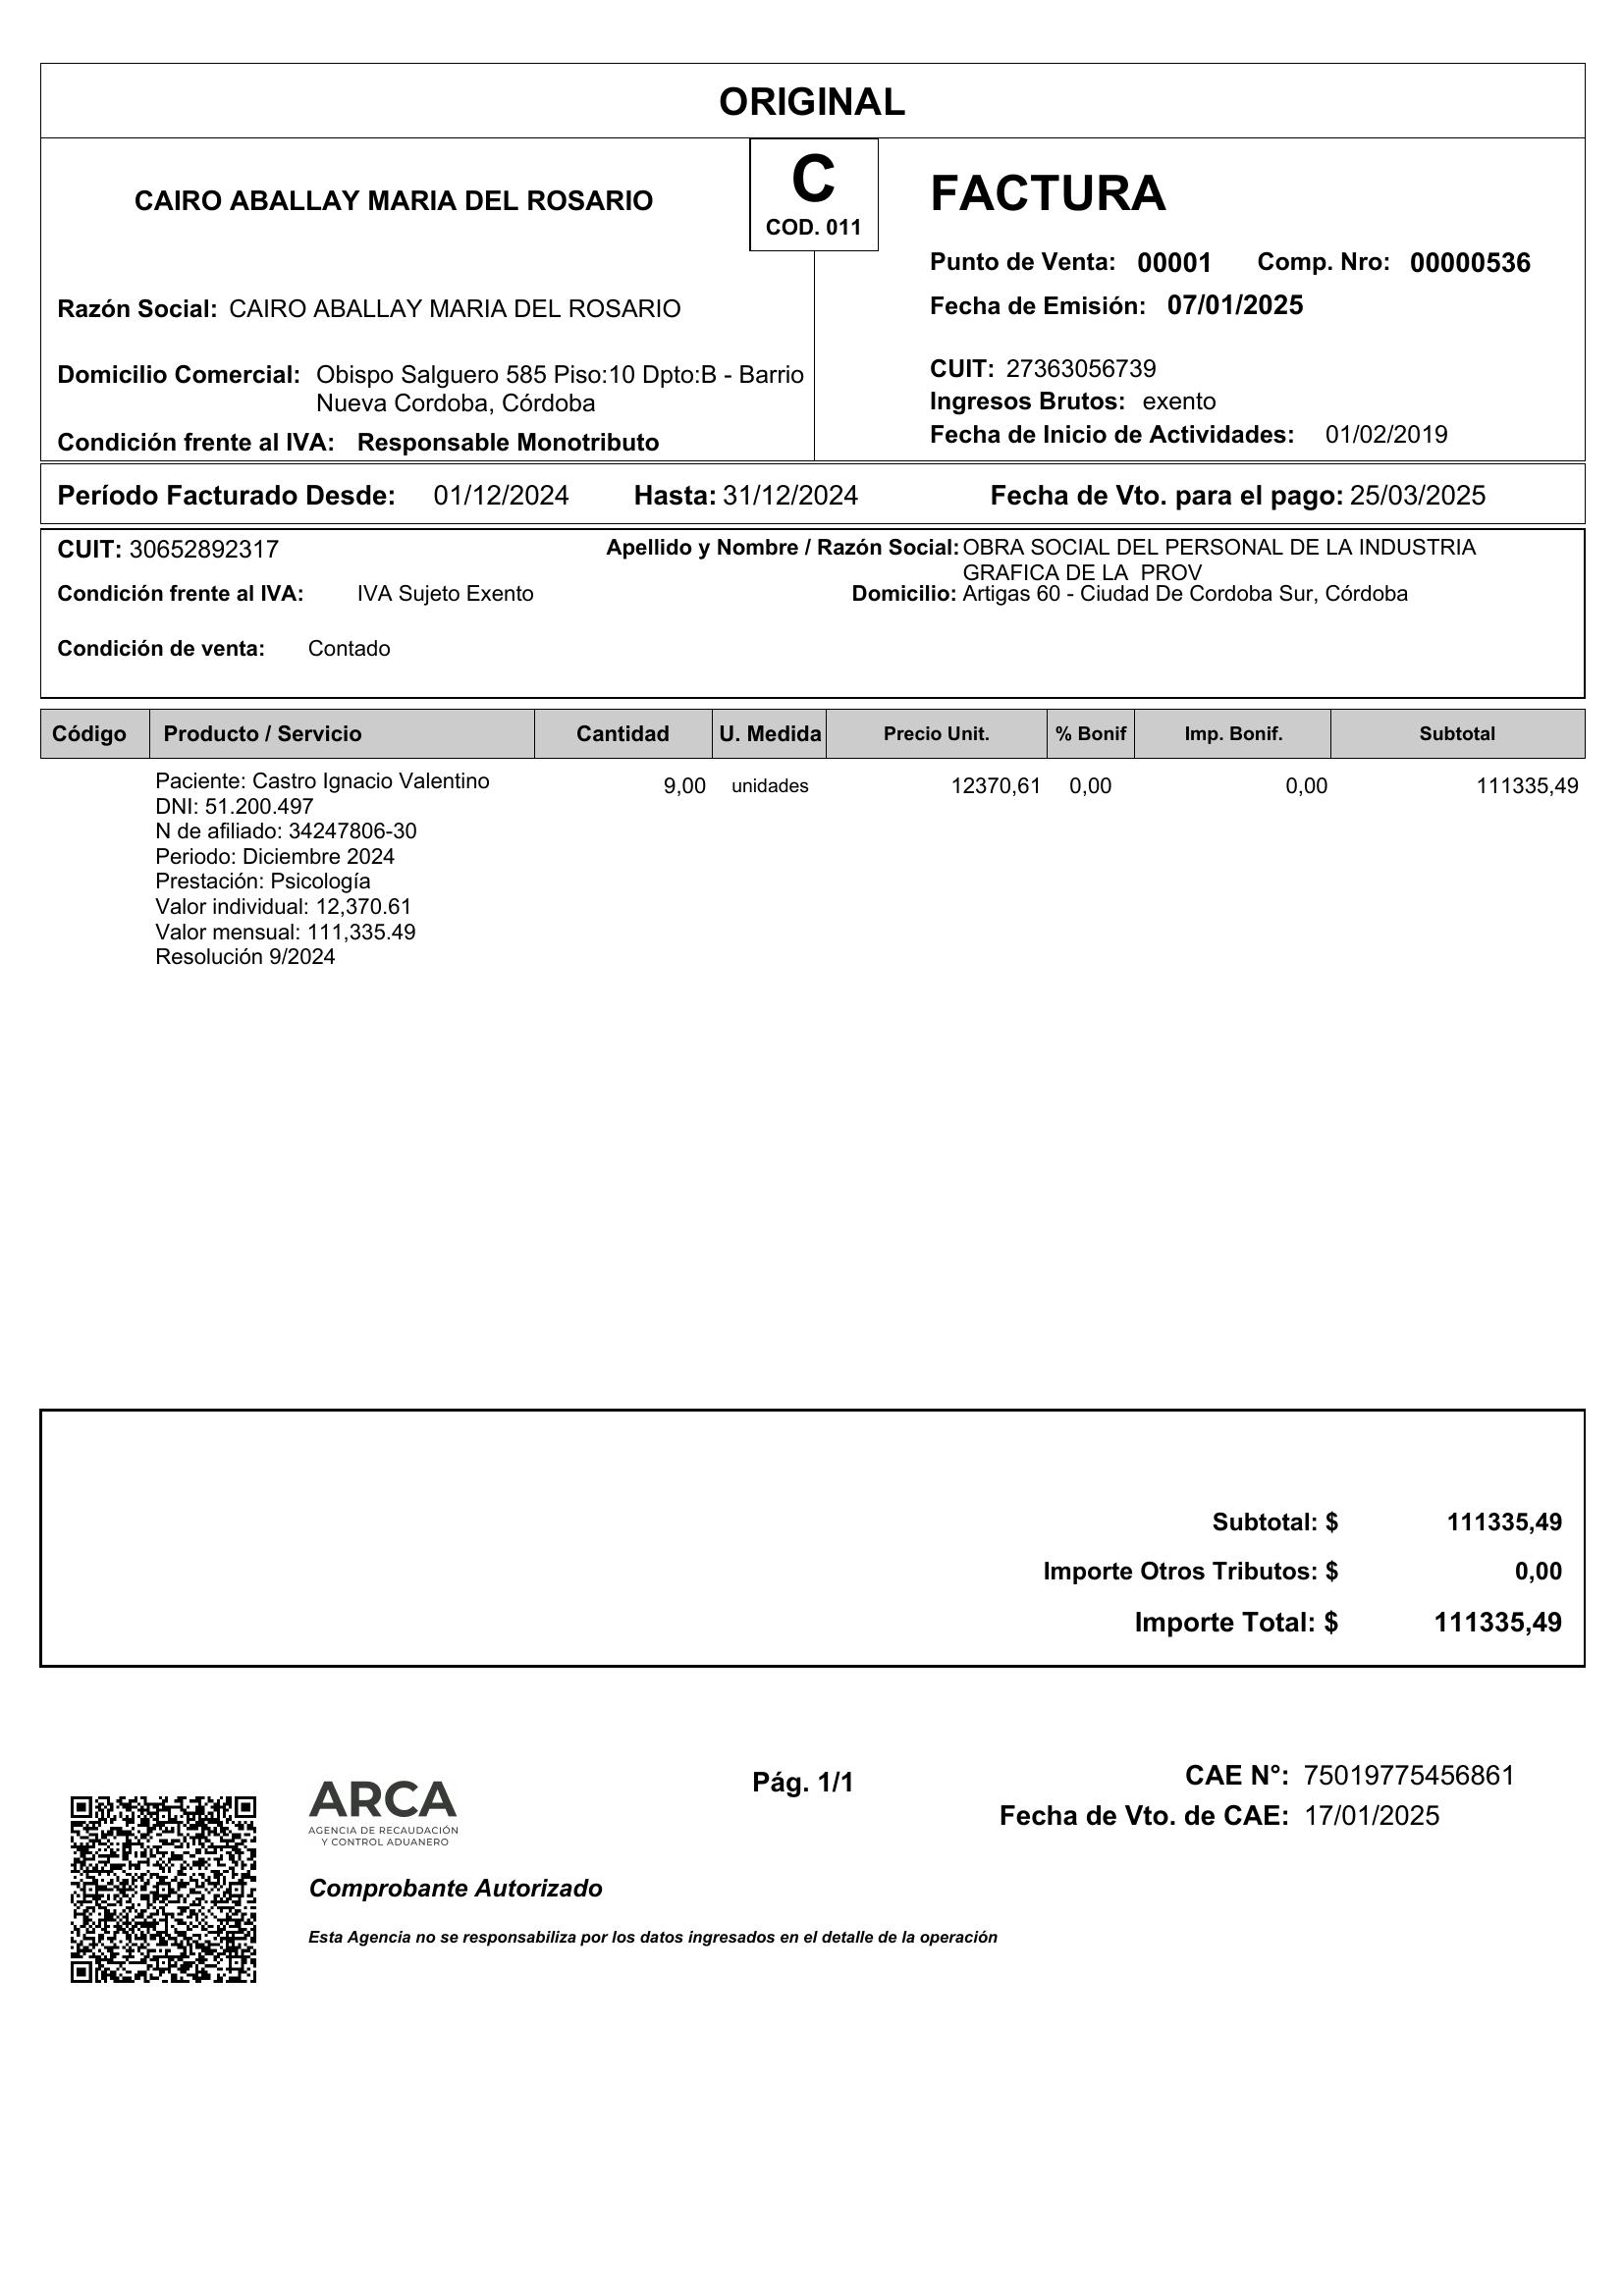 ORIGINAL
CAIRO ABALLAY MARIA DEL ROSARIO
C
COD. 011
FACTURA
Punto de Venta: 00001 Comp. Nro: 00000536
Fecha de Emisión: 07/01/2025
Razón Social: CAIRO ABALLAY MARIA DEL ROSARIO
Domicilio Comercial: Obispo Salguero 585 Piso:10 Dpto:B - Barrio
Nueva Cordoba, Córdoba
Condición frente al IVA: Responsable Monotributo
CUIT: 27363056739
Ingresos Brutos: exento
Fecha de Inicio de Actividades: 01/02/2019
Período Facturado Desde: 01/12/2024 Hasta: 31/12/2024 Fecha de Vto. para el pago: 25/03/2025
CUIT: 30652892317 Apellido y Nombre / Razón Social: OBRA SOCIAL DEL PERSONAL DE LA INDUSTRIA
GRAFICA DE LA PROV
Condición frente al IVA: IVA Sujeto Exento Domicilio: Artigas 60 - Ciudad De Cordoba Sur, Córdoba
Condición de venta: Contado
Código Producto / Servicio Cantidad U. Medida Precio Unit. % Bonif Imp. Bonif. Subtotal
Paciente: Castro Ignacio Valentino 9,00 unidades 12370,61 0,00 0,00 111335,49
DNI: 51.200.497
N de afiliado: 34247806-30
Periodo: Diciembre 2024
Prestación: Psicología
Valor individual: 12,370.61
Valor mensual: 111,335.49
Resolución 9/2024
Subtotal: $ 111335,49
Importe Otros Tributos: $ 0,00
Importe Total: $ 111335,49
ARCA
AGENCIA DE RECAUDACIÓN
Y CONTROL ADUANERO
Pág. 1/1
CAE N°: 75019775456861
Fecha de Vto. de CAE: 17/01/2025
Comprobante Autorizado
Esta Agencia no se responsabiliza por los datos ingresados en el detalle de la operación